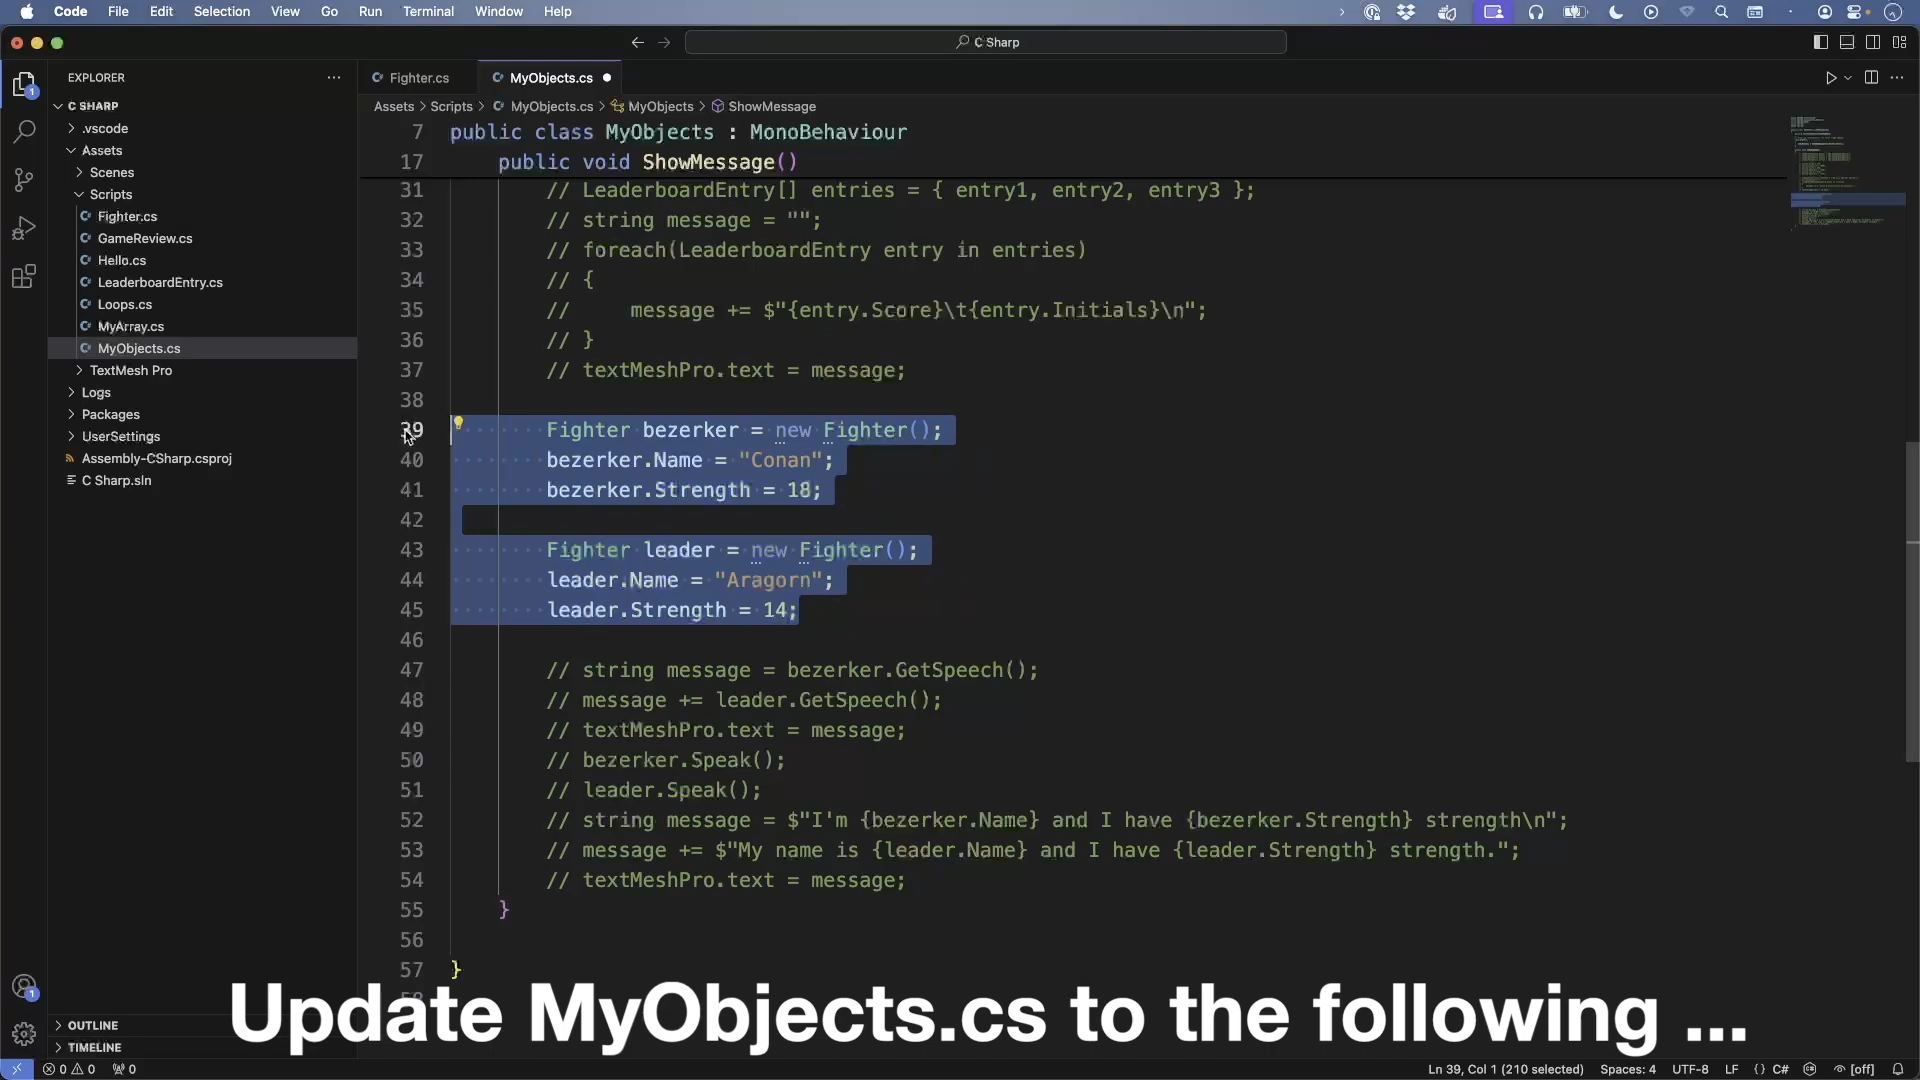 Code File Edit Selection View Go Run Terminal Window Help
C Sharp
EXPLORER
Fighter.cs
MyObjects.cs
C SHARP
.vscode
Assets
Scenes
Scripts
Fighter.cs
GameReview.cs
Hello.cs
LeaderboardEntry.cs
Loops.cs
MyArray.cs
MyObjects.cs
TextMesh Pro
Logs
Packages
UserSettings
Assembly-CSharp.csproj
C Sharp.sln
OUTLINE
TIMELINE
1
1
Assets > Scripts > MyObjects.cs > MyObjects > ShowMessage
7 public class MyObjects : MonoBehaviour
17 public void ShowMessage()
31 // LeaderboardEntry[] entries = { entry1, entry2, entry3 };
32 // string message = "";
33 // foreach(LeaderboardEntry entry in entries)
34 // {
35 // message += $"{entry.Score}\t{entry.Initials}\n";
36 // }
37 // textMeshPro.text = message;
38
39 Fighter bezerker = new Fighter();
40 bezerker.Name = "Conan";
41 bezerker.Strength = 18;
42
43 Fighter leader = new Fighter();
44 leader.Name = "Aragorn";
45 leader.Strength = 14;
46
47 // string message = bezerker.GetSpeech();
48 // message += leader.GetSpeech();
49 // textMeshPro.text = message;
50 // bezerker.Speak();
51 // leader.Speak();
52 // string message = $"I'm {bezerker.Name} and I have {bezerker.Strength} strength\n";
53 // message += $"My name is {leader.Name} and I have {leader.Strength} strength.";
54 // textMeshPro.text = message;
55 }
56
57 }
Update MyObjects.cs to the following ...
0 0 0
Ln 39, Col 1 (210 selected) Spaces: 4 UTF-8 LF {} C# [off]